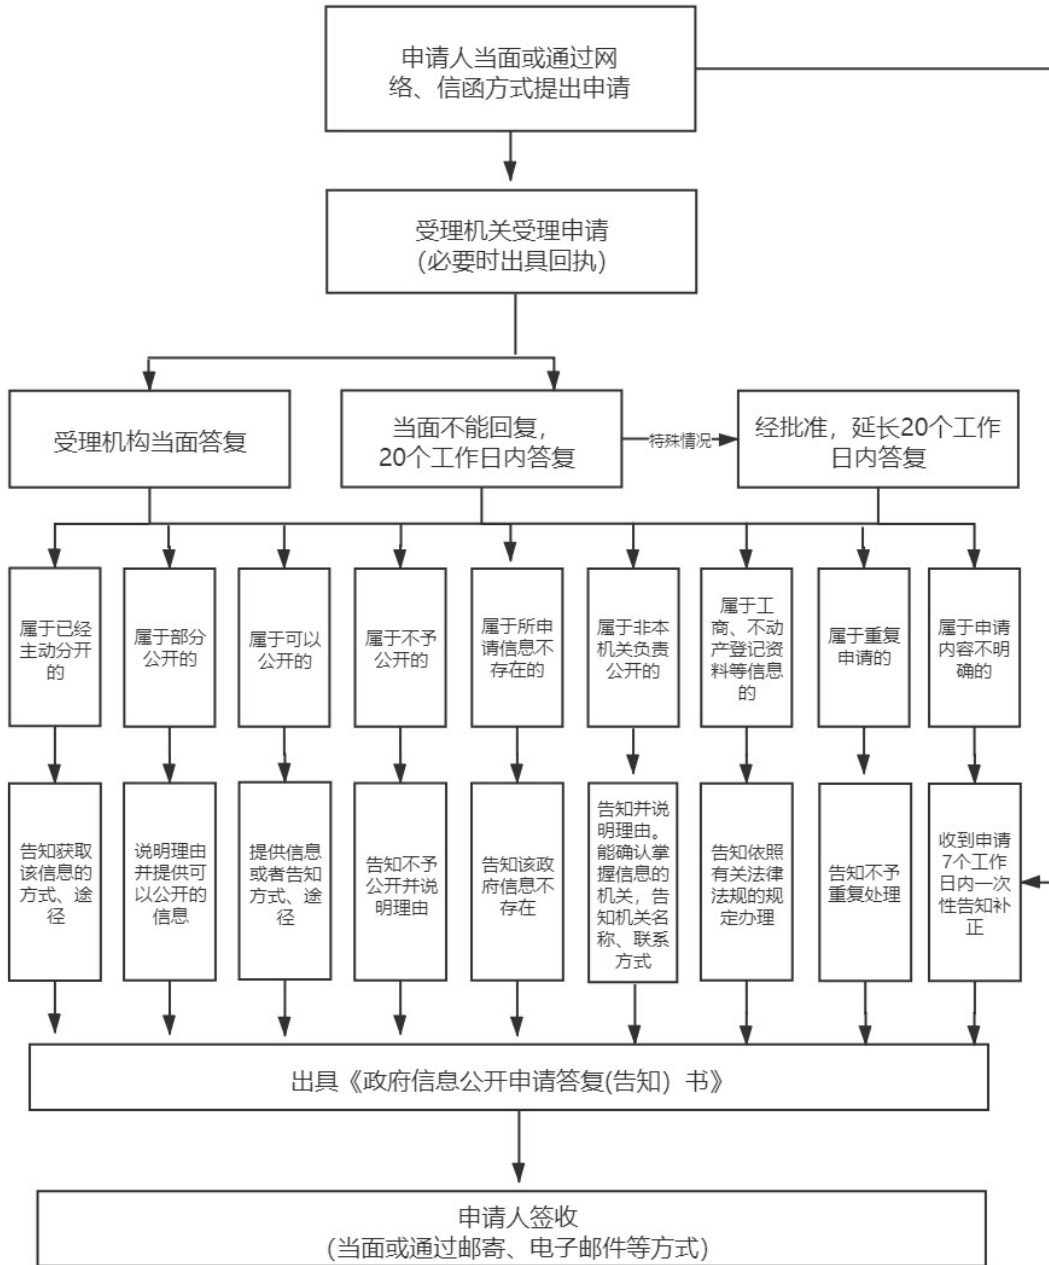 申请人当面或通过网
络、信函方式提出申请
受理机关受理申请
（必要时出具回执）
受理机构当面答复
当面不能回复，
20个工作日内答复
特殊情况
经批准，延长20个工作
日内答复
属于已经
主动分开
的
属于部分
公开的
属于可以
公开的
属于不予
公开的
属于所申
请信息不
存在的
属于非本
机关负责
公开的
属于工
商、不动
产登记资
料等信息
的
属于重复
申请的
属于申请
内容不明
确的
告知获取
该信息的
方式、途
径
说明理由
并提供可
以公开的
信息
提供信息
或者告知
方式、途
径
告知不予
公开并说
明理由
告知该政
府信息不
存在
告知并说
明理由。
能确认掌
握信息的
机关，告
知机关名
称、联系
方式
告知依照
有关法律
法规的规
定办理
告知不予
重复处理
收到申请
7个工作
日内一次
性告知补
正
出具《政府信息公开申请答复(告知）书》
申请人签收
（当面或通过邮寄、电子邮件等方式）